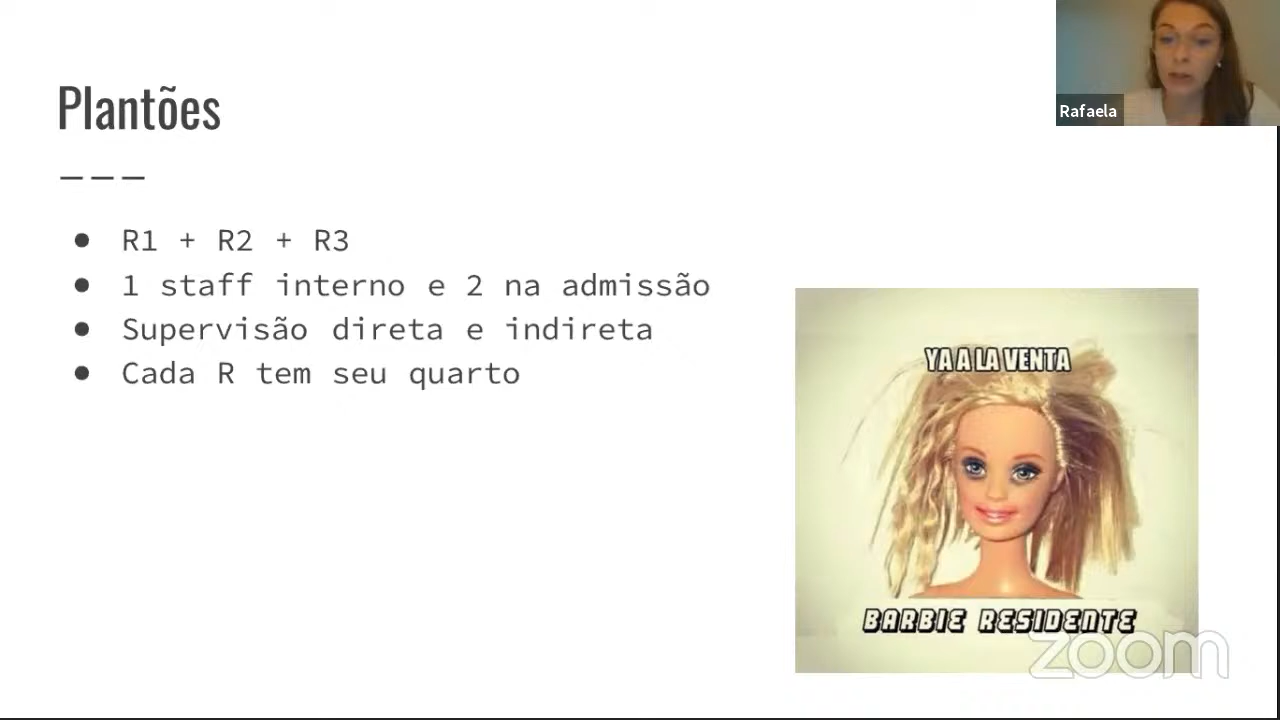 Plantões
Rafaela
R1 + R2 + R3
1 staff interno e 2 na admissão
Supervisão direta e indireta
Cada R tem seu quarto
YA A LA VENTA
BARBIE RESIDENTE
zoom